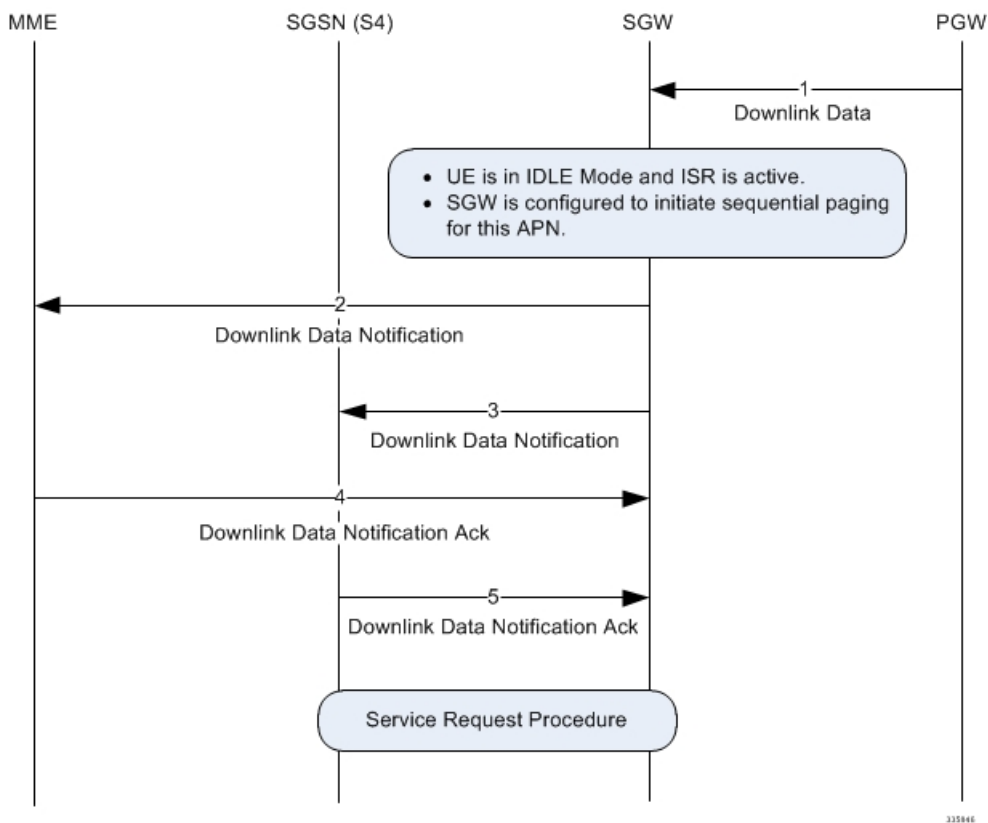 MME
SGSN (S4)
SGW
PGW
1
Downlink Data
• UE is in IDLE Mode and ISR is active.
• SGW is configured to initiate sequential paging
for this APN.
2
Downlink Data Notification
3
Downlink Data Notification
4
Downlink Data Notification Ack
5
Downlink Data Notification Ack
Service Request Procedure
335946